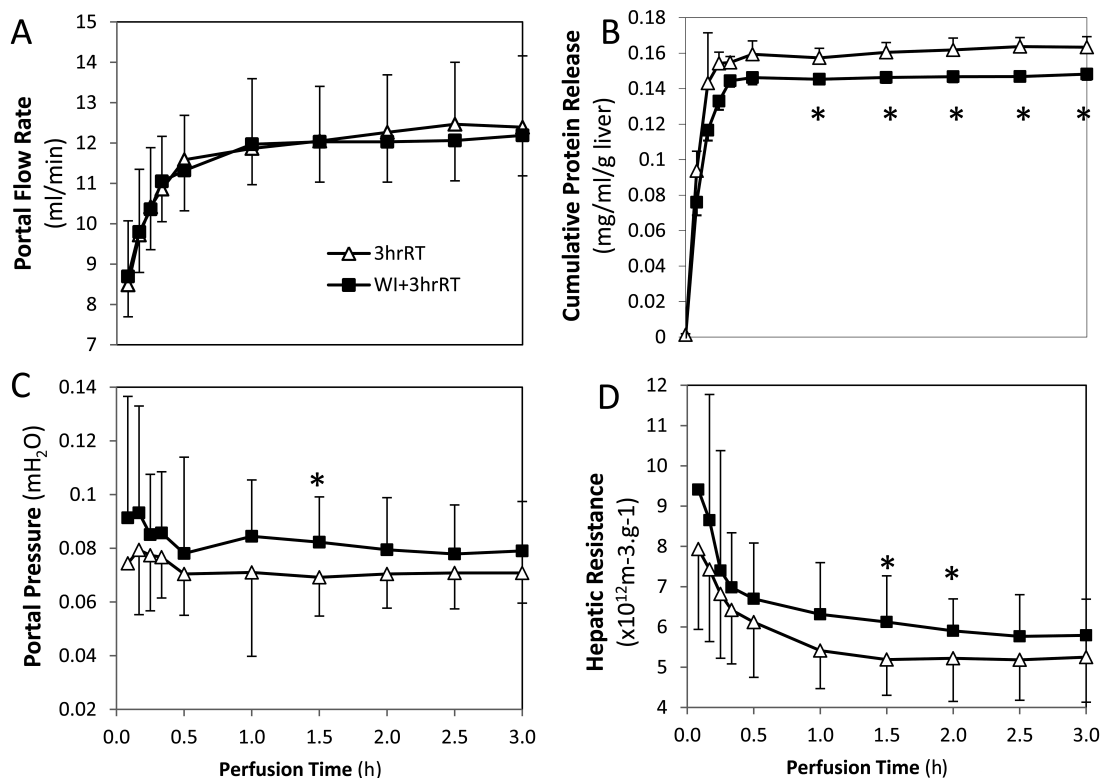 A
Portal Flow Rate
(ml/min)
15
14
13
12
11
10
9
8
7
3hrRT
WI+3hrRT
B
Cumulative Protein Release
(mg/ml/g liver)
0.18
0.16
0.14
0.12
0.1
0.08
0.06
0.04
0.02
0
* * * * *
C
Portal Pressure (mH₂O)
0.14
0.12
0.1
0.08
0.06
0.04
0.02
*
0.0 0.5 1.0 1.5 2.0 2.5 3.0
Perfusion Time (h)
D
Hepatic Resistance
(x10¹²m-3.g-1)
12
11
10
9
8
7
6
5
4
* *
0.0 0.5 1.0 1.5 2.0 2.5 3.0
Perfusion Time (h)